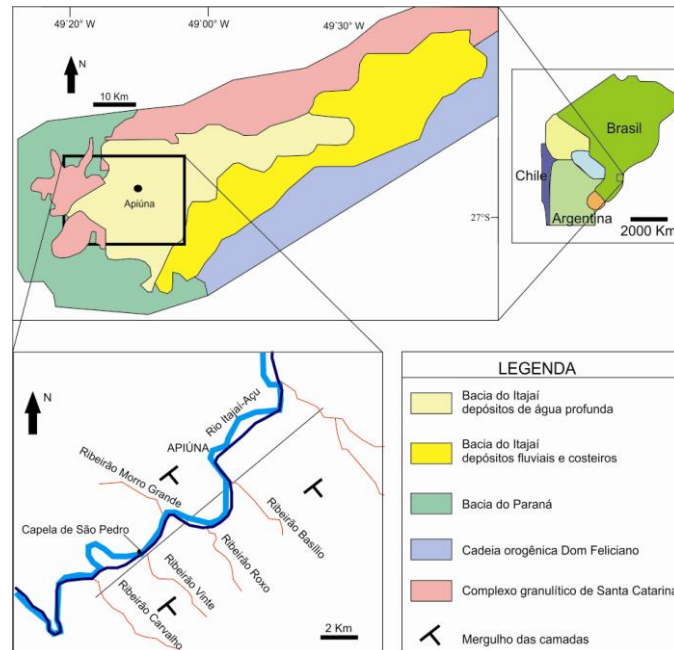 49°20" W
49°00" W
49°30" W
N
10 Km
Apiúna
27°S
Brasil
Chile
Argentina
2000 Km
N
Rio Itajaí-Açu
APIÚNA
Ribeirão Morro Grande
Ribeirão Basílio
Capela de São Pedro
Ribeirão Roxo
Ribeirão Vinte
Ribeirão Carvalho
2 Km
LEGENDA
Bacia do Itajaí
depósitos de água profunda
Bacia do Itajaí
depósitos fluviais e costeiros
Bacia do Paraná
Cadeia orogênica Dom Feliciano
Complexo granulítico de Santa Catarina
Mergulho das camadas